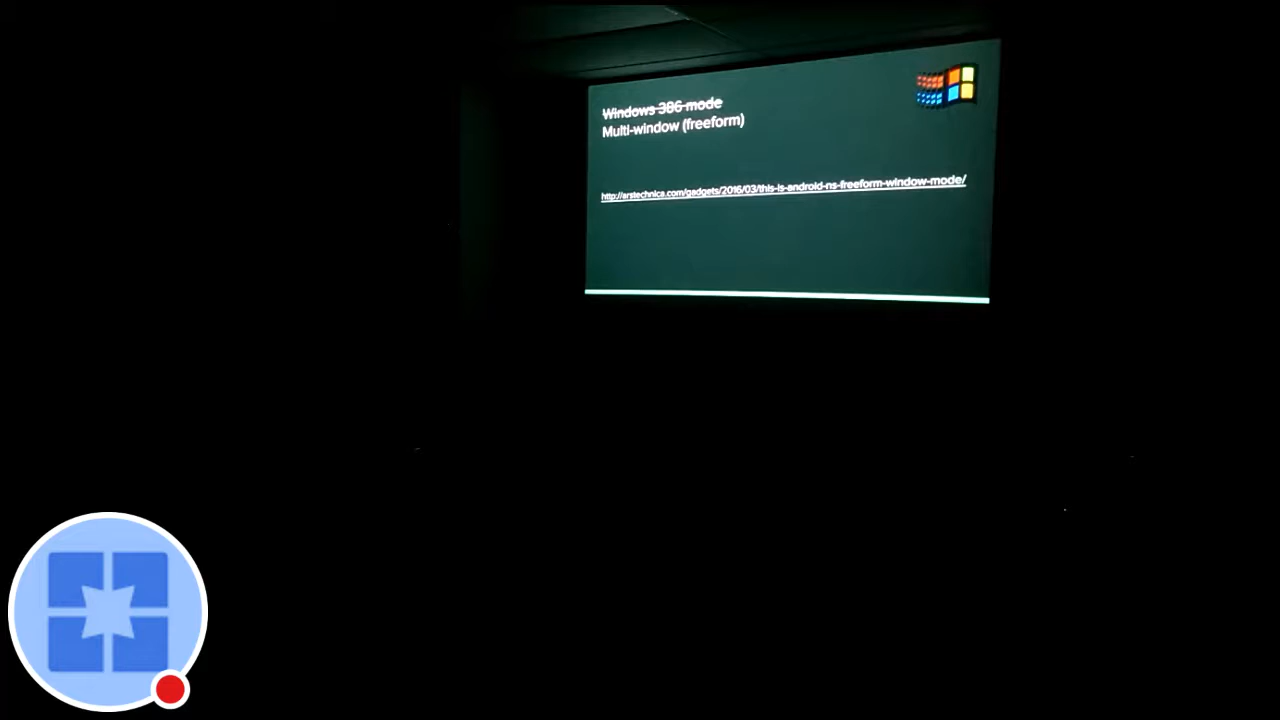 Windows 386 mode
Multi-window (freeform)
http://arstechnica.com/gadgets/2016/03/this-is-android-ns-freeform-window-mode/